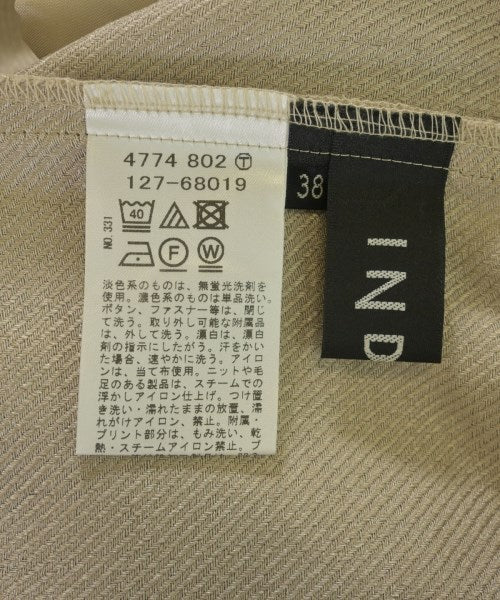 4774 802 Ⓣ
127-68019
40
F W
NO.331
淡色系のものは、無蛍光洗剤を
使用。濃色系のものは単品洗い。
ボタン、ファスナー等は、閉じ
て洗う。取り外し可能な付属品
は、外して洗う。漂白は、漂白
剤の指示にしたがう。汗をかい
た場合、速やかに洗う。アイロ
ンは、当て布使用。ニットや毛
足のある製品は、スチームでの
浮かしアイロン仕上げ。つけ置
き洗い・濡れたままの放置、濡
れがけアイロン、禁止。附属・
プリント部分は、もみ洗い、乾
熱・スチームアイロン禁止。プ
38
IND